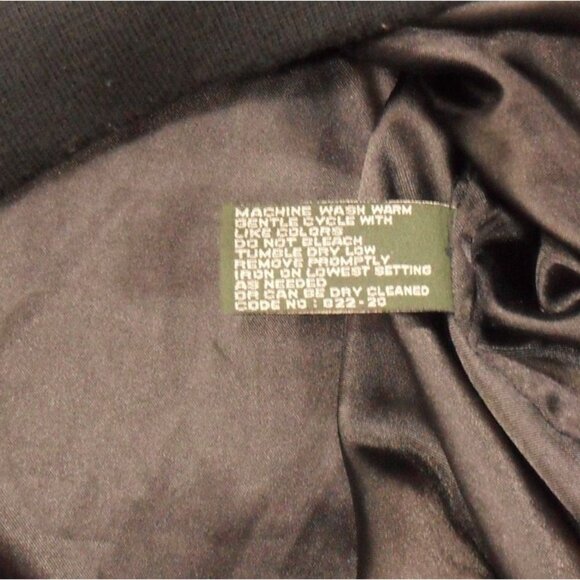 MACHINE WASH WARM
GENTLE CYCLE WITH
LIKE COLORS
DO NOT BLEACH
TUMBLE DRY LOW
REMOVE PROMPTLY
IRON ON LOWEST SETTING
AS NEEDED
OR CAN BE DRY CLEANED
CODE NO : 822-20